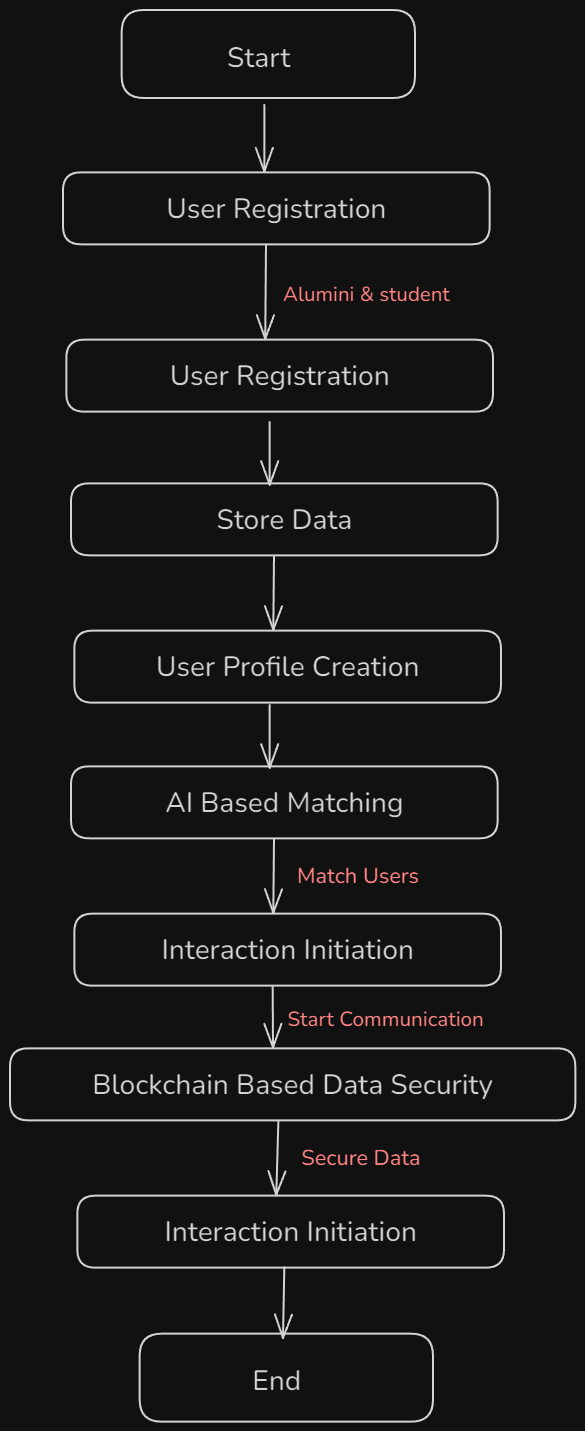 Start
User Registration
Alumini & student
User Registration
Store Data
User Profile Creation
AI Based Matching
Match Users
Interaction Initiation
Start Communication
Blockchain Based Data Security
Secure Data
Interaction Initiation
End